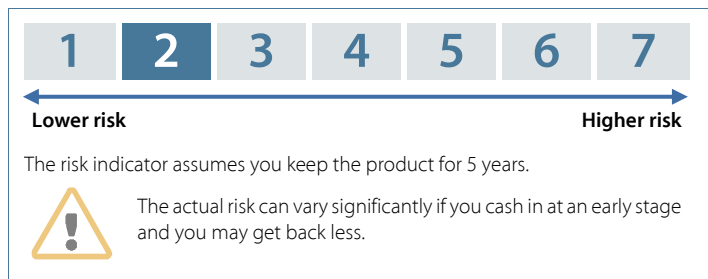 1 2 3 4 5 6 7
Lower risk Higher risk
The risk indicator assumes you keep the product for 5 years.
The actual risk can vary significantly if you cash in at an early stage
and you may get back less.